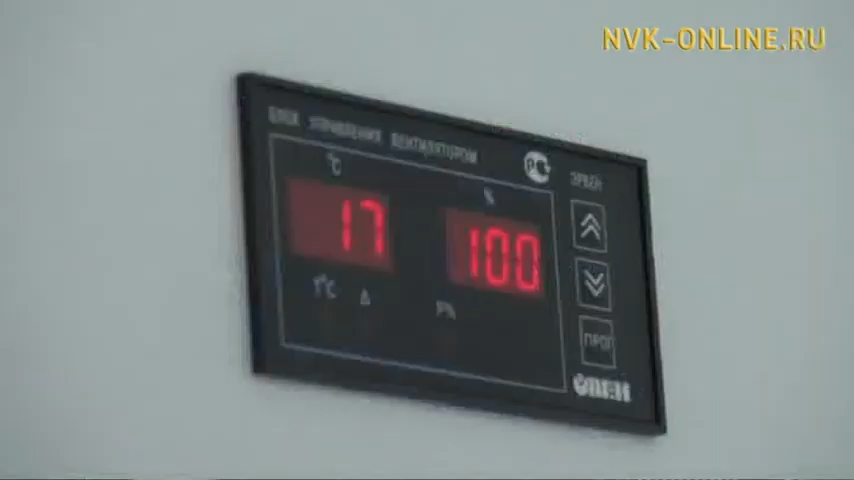 NVK-ONLINE.RU
БЛОК УПРАВЛЕНИЯ ВЕНТИЛЯТОРОМ
°C
%
17
100
T°C Δ P%
ПРОГ
ОВЕН